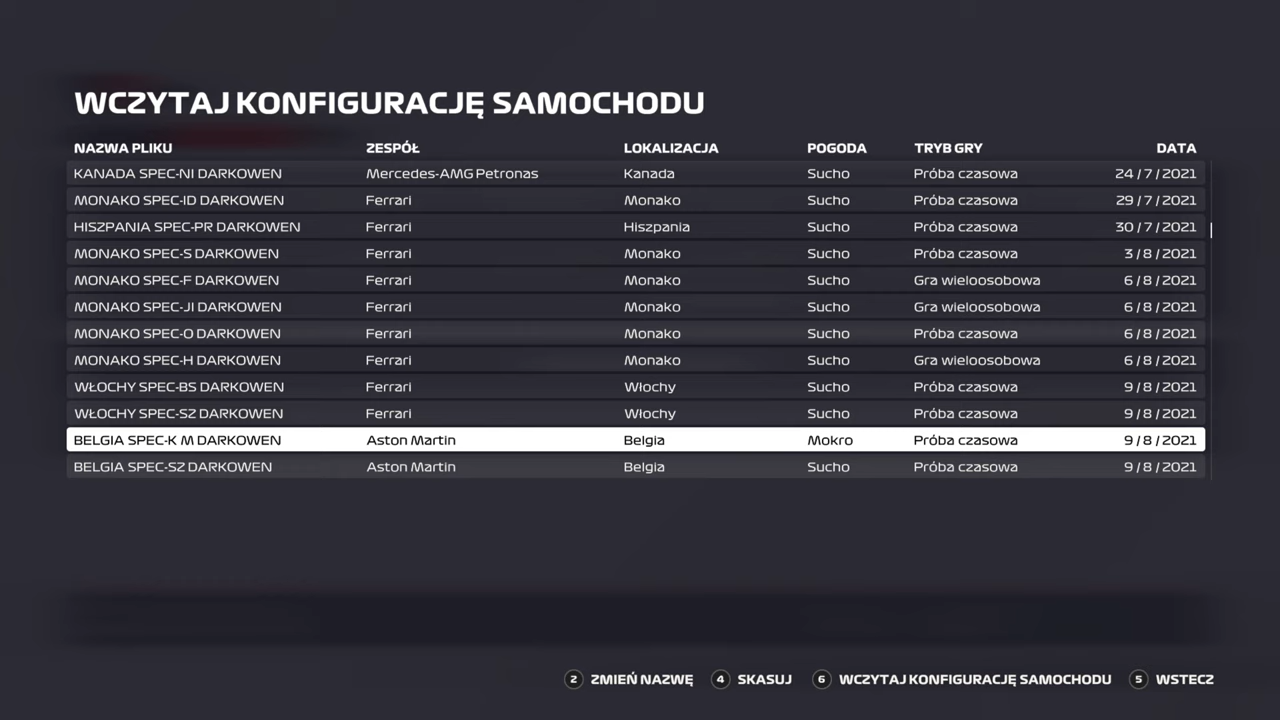 WCZYTAJ KONFIGURACJĘ SAMOCHODU
NAZWA PLIKU ZESPÓŁ LOKALIZACJA POGODA TRYB GRY DATA
KANADA SPEC-NI DARKOWEN Mercedes-AMG Petronas Kanada Sucho Próba czasowa 24 / 7 / 2021
MONAKO SPEC-ID DARKOWEN Ferrari Monako Sucho Próba czasowa 29 / 7 / 2021
HISZPANIA SPEC-PR DARKOWEN Ferrari Hiszpania Sucho Próba czasowa 30 / 7 / 2021
MONAKO SPEC-S DARKOWEN Ferrari Monako Sucho Próba czasowa 3 / 8 / 2021
MONAKO SPEC-F DARKOWEN Ferrari Monako Sucho Gra wieloosobowa 6 / 8 / 2021
MONAKO SPEC-JI DARKOWEN Ferrari Monako Sucho Gra wieloosobowa 6 / 8 / 2021
MONAKO SPEC-O DARKOWEN Ferrari Monako Sucho Próba czasowa 6 / 8 / 2021
MONAKO SPEC-H DARKOWEN Ferrari Monako Sucho Gra wieloosobowa 6 / 8 / 2021
WŁOCHY SPEC-BS DARKOWEN Ferrari Włochy Sucho Próba czasowa 9 / 8 / 2021
WŁOCHY SPEC-SZ DARKOWEN Ferrari Włochy Sucho Próba czasowa 9 / 8 / 2021
BELGIA SPEC-K M DARKOWEN Aston Martin Belgia Mokro Próba czasowa 9 / 8 / 2021
BELGIA SPEC-SZ DARKOWEN Aston Martin Belgia Sucho Próba czasowa 9 / 8 / 2021
2 ZMIEŃ NAZWĘ 4 SKASUJ 6 WCZYTAJ KONFIGURACJĘ SAMOCHODU 5 WSTECZ